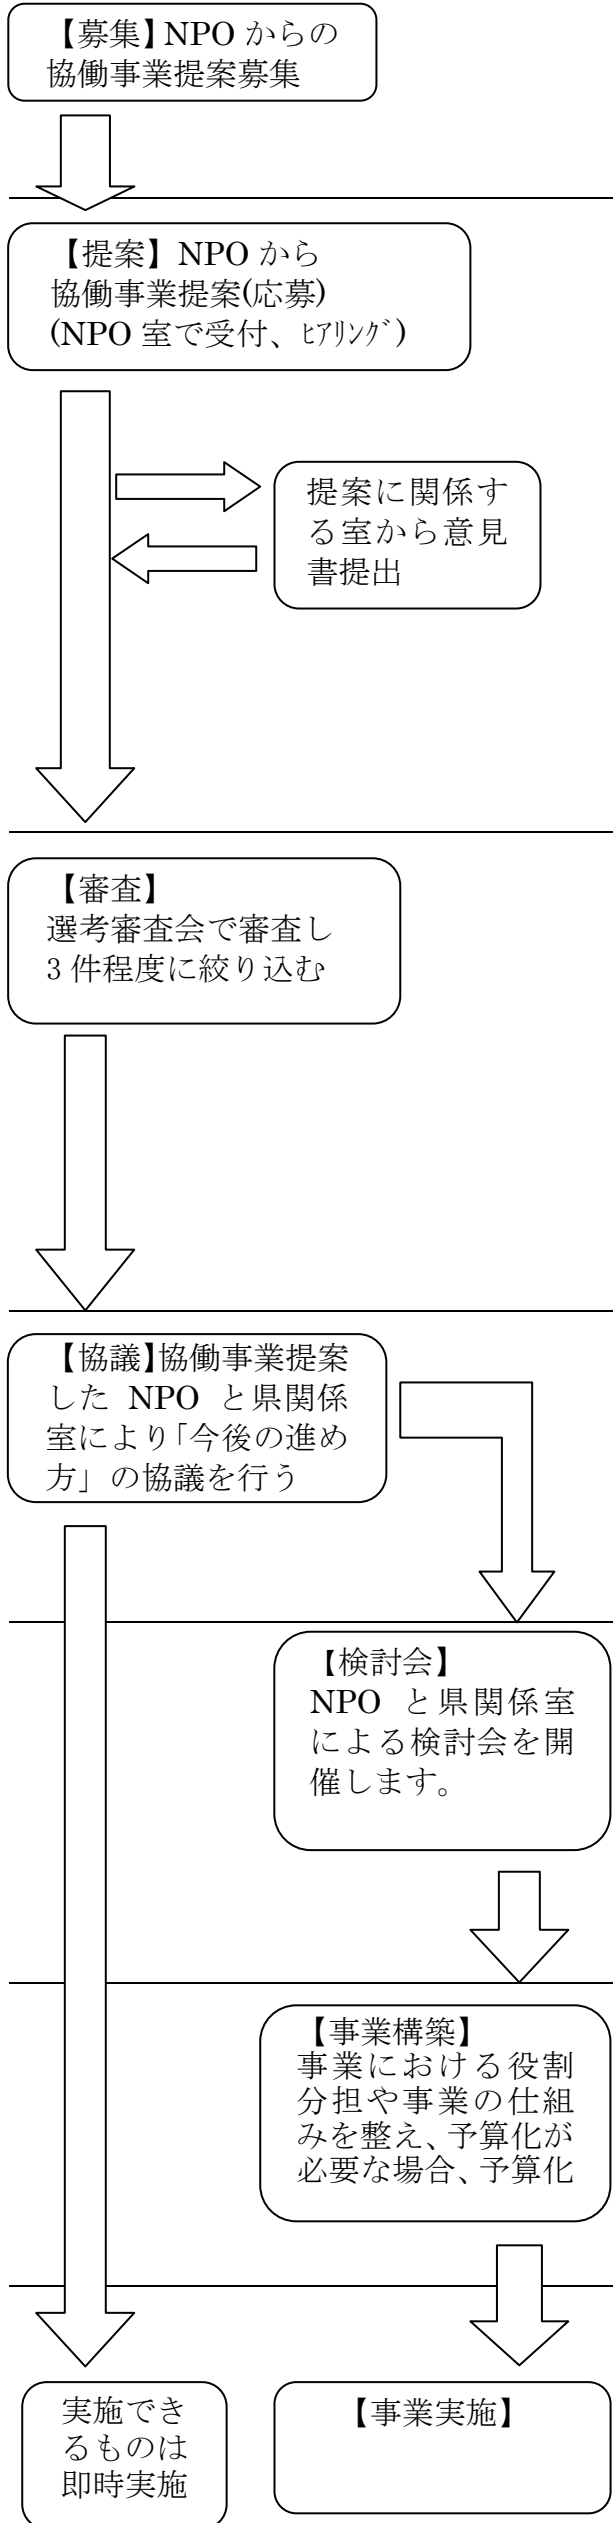 【募集】NPO からの
協働事業提案募集
【提案】NPO から
協働事業提案(応募)
(NPO 室で受付、ﾋｱﾘﾝｸﾞ)
提案に関係す
る室から意見
書提出
【審査】
選考審査会で審査し
3 件程度に絞り込む
【協議】協働事業提案
した NPO と県関係
室により「今後の進め
方」の協議を行う
【検討会】
NPO と県関係室
による検討会を開
催します。
【事業構築】
事業における役割
分担や事業の仕組
みを整え、予算化が
必要な場合、予算化
実施でき
るものは
即時実施
【事業実施】